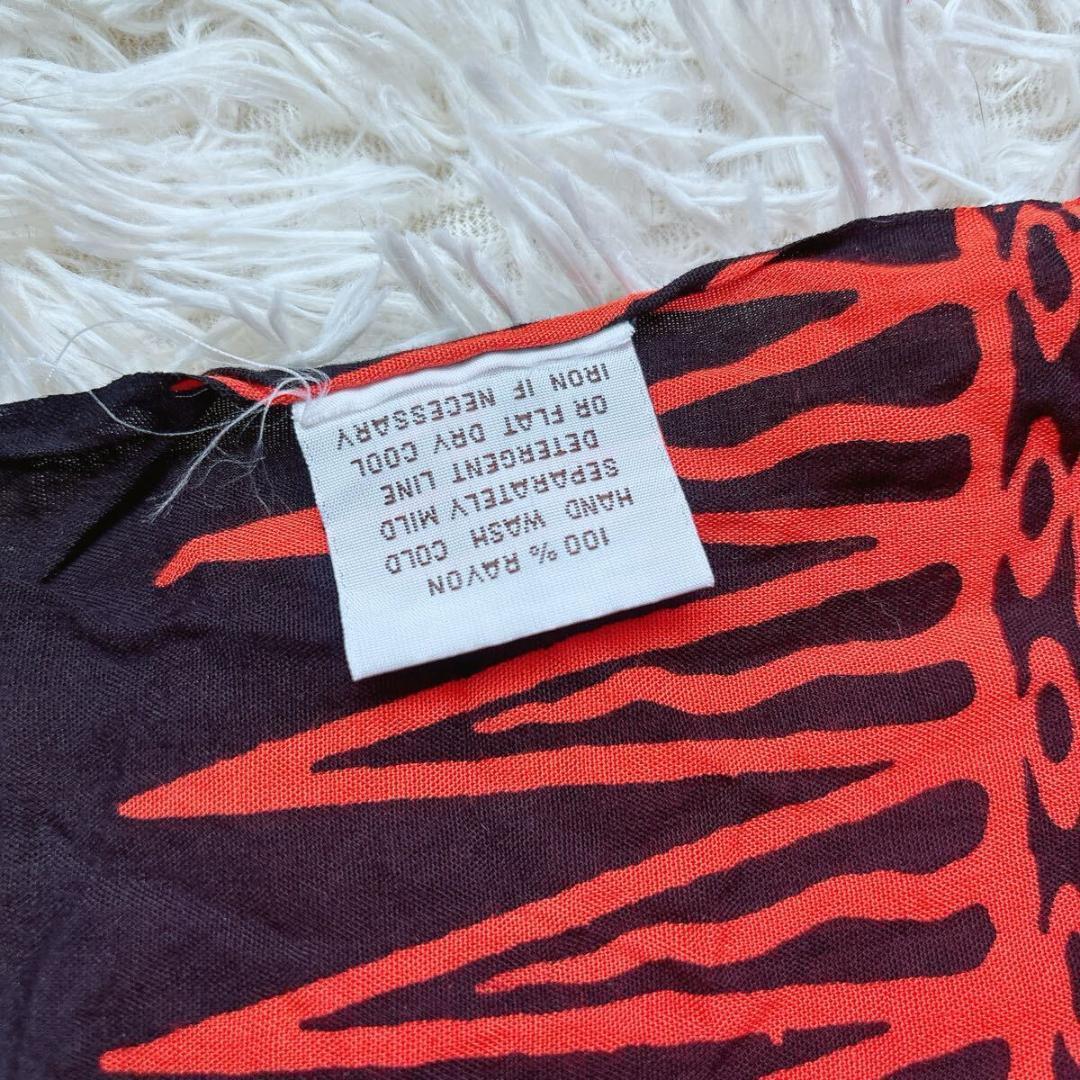 100 % RAYON
HAND WASH COLD
SEPARATELY MILD
DETERGENT LINE
OR FLAT DRY COOL
IRON IF NECESSARY